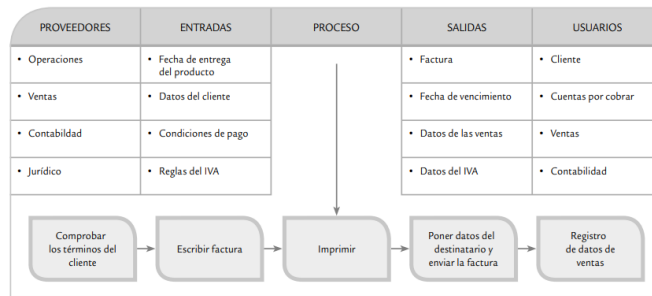 PROVEEDORES ENTRADAS PROCESO SALIDAS USUARIOS
• Operaciones
• Fecha de entrega
del producto
• Factura
• Cliente
• Ventas
• Datos del cliente
• Fecha de vencimiento
• Cuentas por cobrar
• Contabildad
• Condiciones de pago
• Datos de las ventas
• Ventas
• Jurídico
• Reglas del IVA
• Datos del IVA
• Contabilidad
Comprobar
los términos del
cliente
Escribir factura
Imprimir
Poner datos del
destinatario y
enviar la factura
Registro
de datos de
ventas